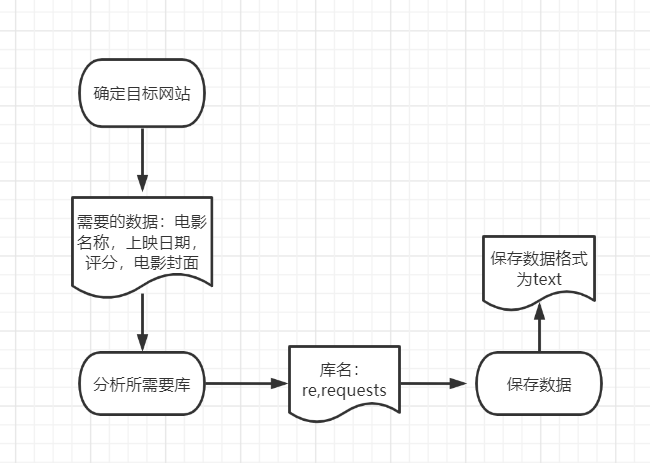 确定目标网站
需要的数据：电影
名称，上映日期，
评分，电影封面
分析所需要库
库名：
re,requests
保存数据
保存数据格式
为text